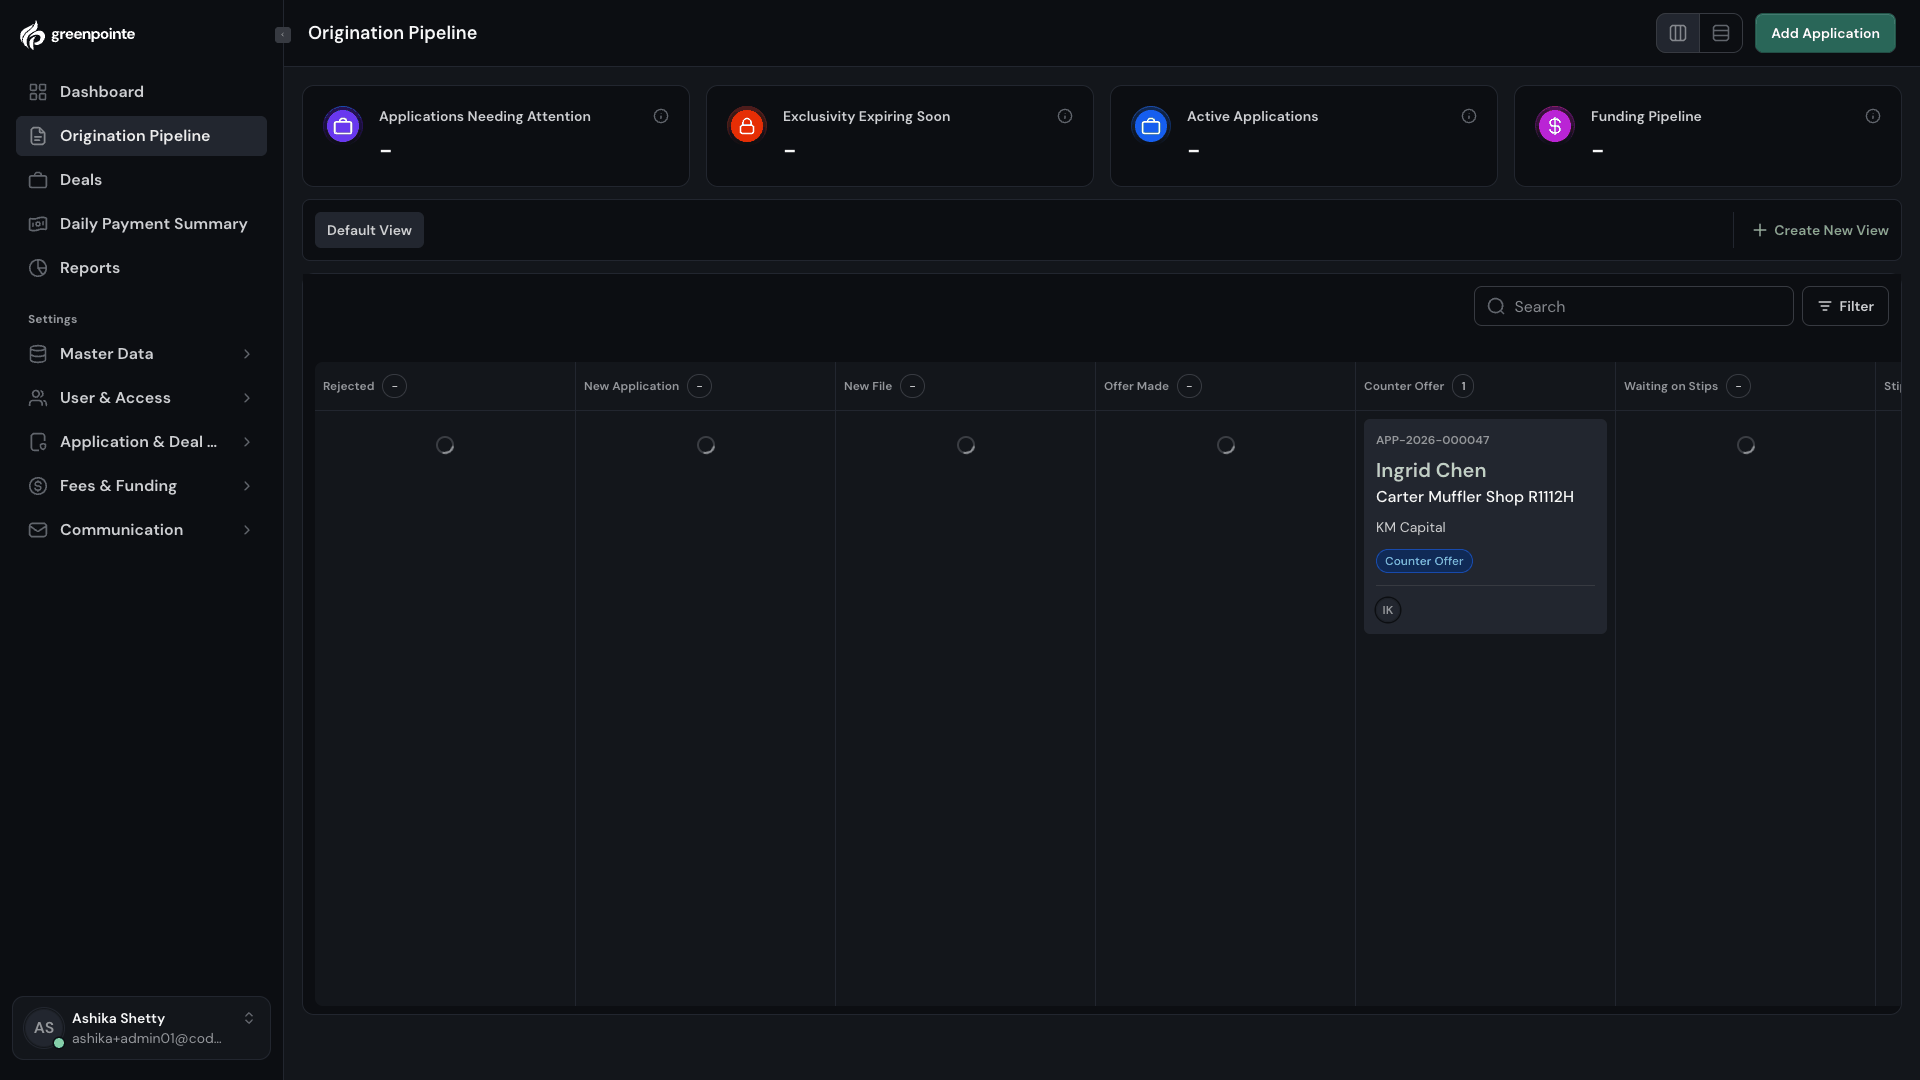 greenpointe
Dashboard
Origination Pipeline
Deals
Daily Payment Summary
Reports
Settings
Master Data
User & Access
Application & Deal ...
Fees & Funding
Communication
AS
Ashika Shetty
ashika+admin01@cod...
Origination Pipeline
Add Application
Applications Needing Attention
–
Exclusivity Expiring Soon
–
Active Applications
–
Funding Pipeline
–
Default View
Create New View
Search
Filter
Rejected -
New Application -
New File -
Offer Made -
Counter Offer 1
Waiting on Stips -
Sti
APP-2026-000047
Ingrid Chen
Carter Muffler Shop R1112H
KM Capital
Counter Offer
IK